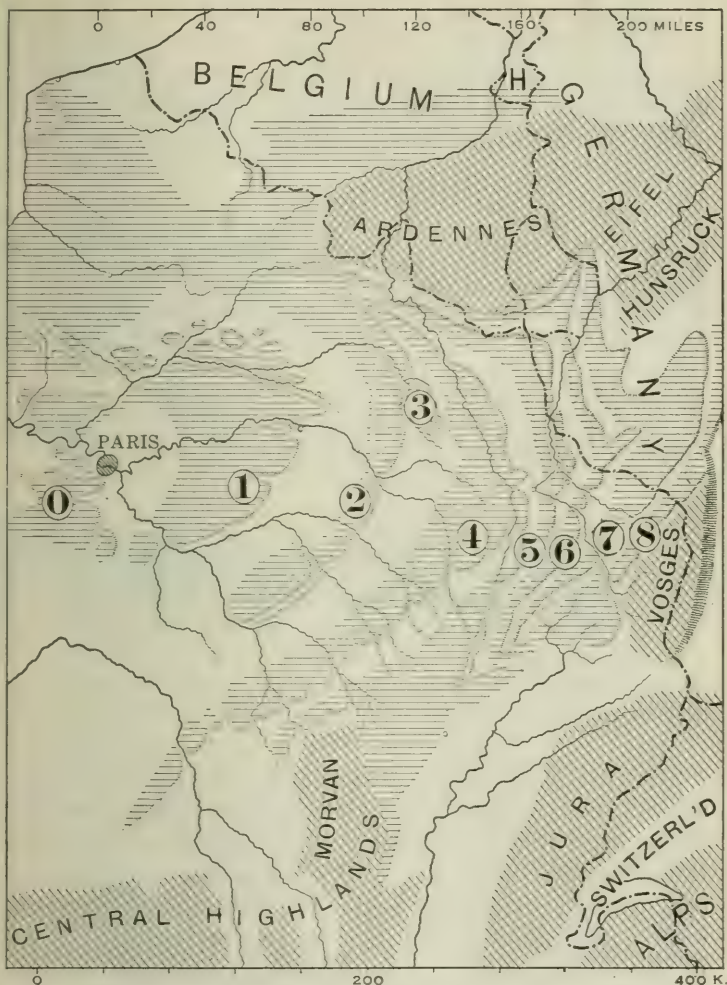 0 40 80 120 160 200 MILES
BELGIUM
H
GERMANY
ARDENNES
EIFEL
HUNSRUCK
3
PARIS
0 1 2 4 5 6 7 8
VOSGES
MORVAN
JURA
SWITZERL'D
CENTRAL HIGHLANDS
ALPS
0 200 400 K.